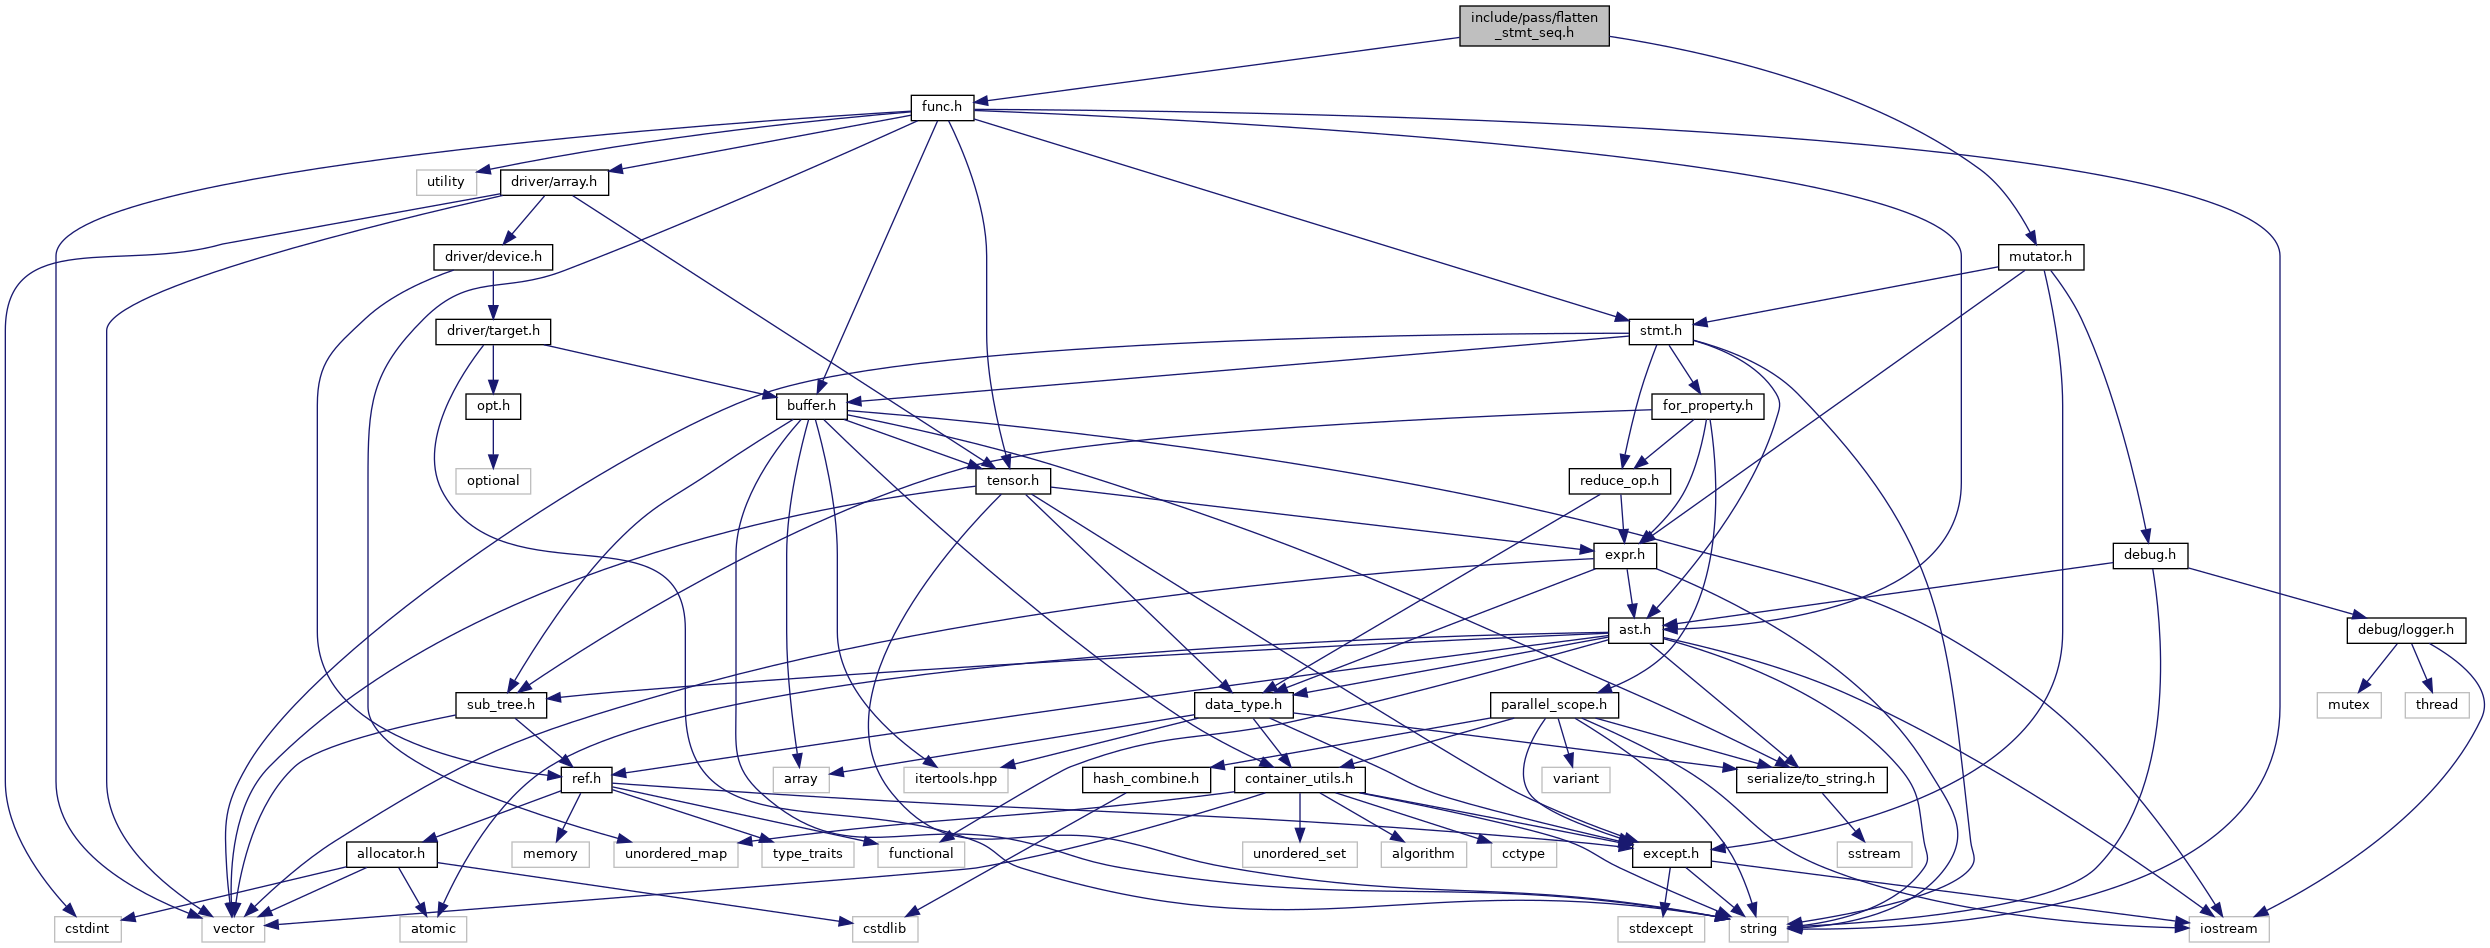 include/pass/flatten
_stmt_seq.h
func.h
utility
driver/array.h
driver/device.h
mutator.h
driver/target.h
stmt.h
opt.h
buffer.h
for_property.h
optional
tensor.h
reduce_op.h
expr.h
debug.h
ast.h
debug/logger.h
sub_tree.h
data_type.h
parallel_scope.h
mutex
thread
ref.h
array
itertools.hpp
hash_combine.h
container_utils.h
variant
serialize/to_string.h
allocator.h
memory
unordered_map
type_traits
functional
unordered_set
algorithm
cctype
except.h
sstream
cstdint
vector
atomic
cstdlib
stdexcept
string
iostream